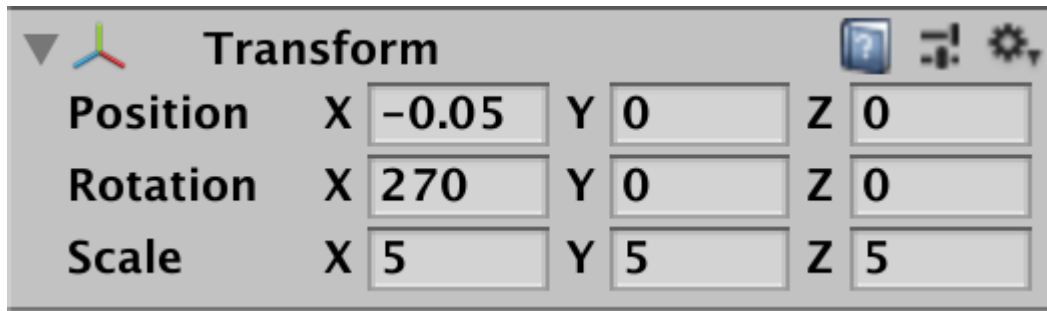 Transform
Position X -0.05 Y 0 Z 0
Rotation X 270 Y 0 Z 0
Scale X 5 Y 5 Z 5